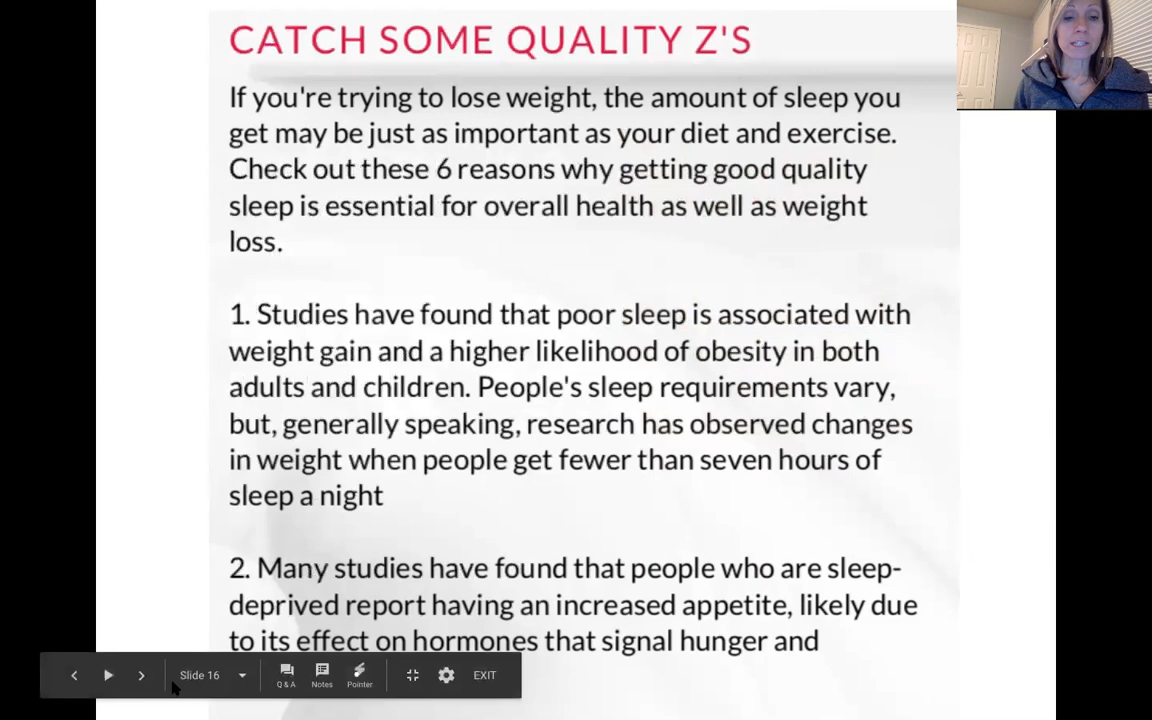 CATCH SOME QUALITY Z'S
If you're trying to lose weight, the amount of sleep you
get may be just as important as your diet and exercise.
Check out these 6 reasons why getting good quality
sleep is essential for overall health as well as weight
loss.
1. Studies have found that poor sleep is associated with
weight gain and a higher likelihood of obesity in both
adults and children. People's sleep requirements vary,
but, generally speaking, research has observed changes
in weight when people get fewer than seven hours of
sleep a night
2. Many studies have found that people who are sleep-
deprived report having an increased appetite, likely due
to its effect on hormones that signal hunger and
Slide 16
Q & A
Notes
Pointer
EXIT